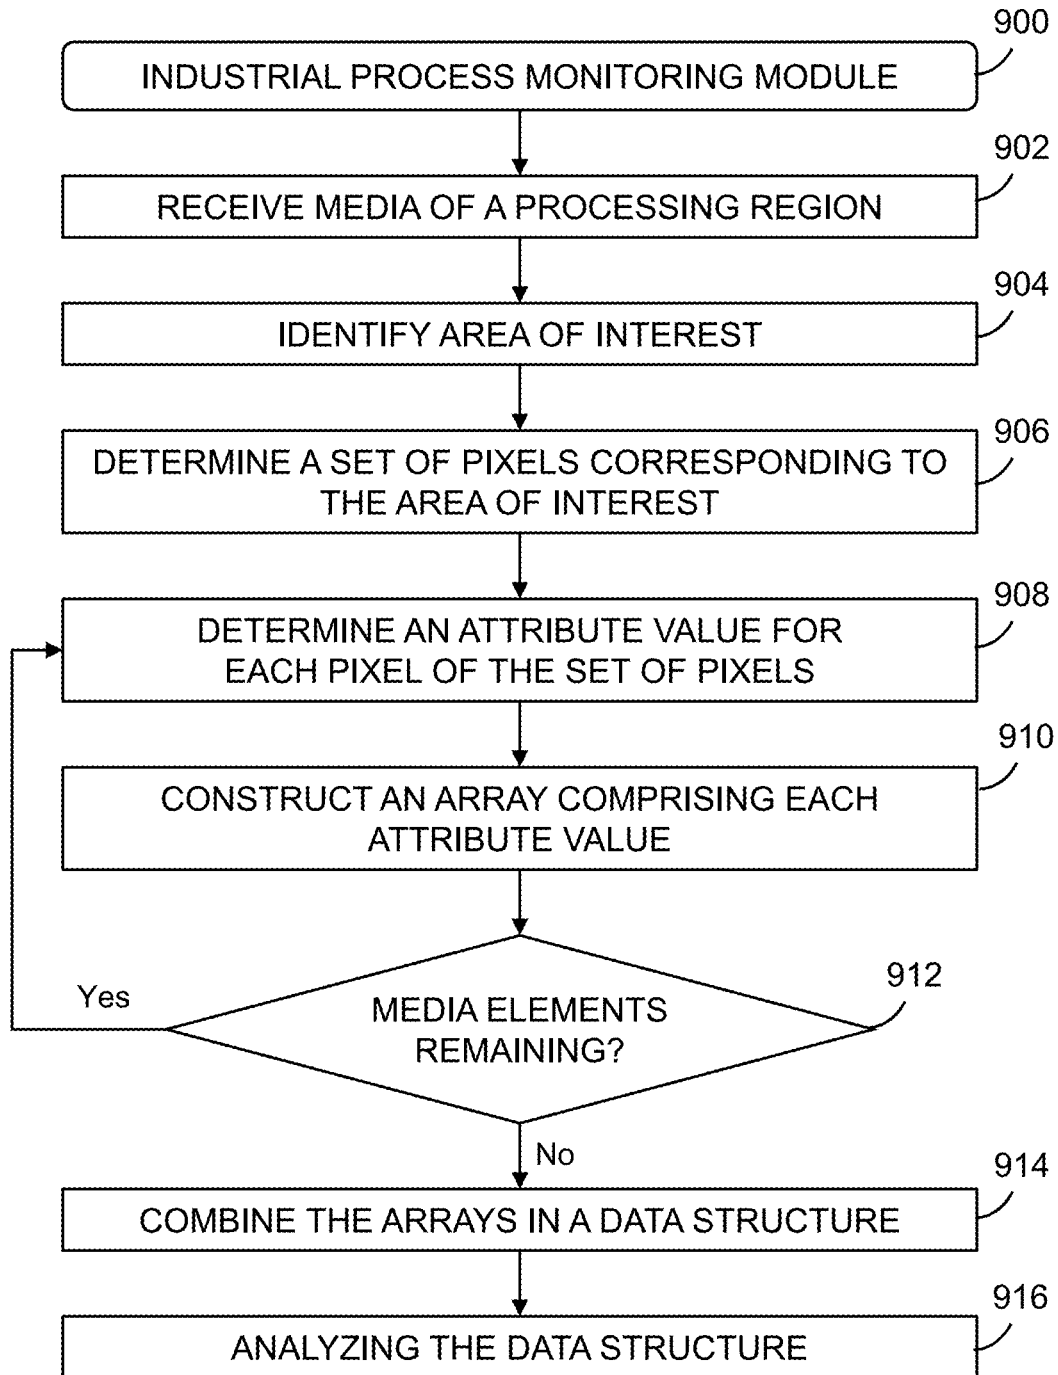 900
INDUSTRIAL PROCESS MONITORING MODULE
902
RECEIVE MEDIA OF A PROCESSING REGION
904
IDENTIFY AREA OF INTEREST
906
DETERMINE A SET OF PIXELS CORRESPONDING TO
THE AREA OF INTEREST
908
DETERMINE AN ATTRIBUTE VALUE FOR
EACH PIXEL OF THE SET OF PIXELS
910
CONSTRUCT AN ARRAY COMPRISING EACH
ATTRIBUTE VALUE
912
Yes
MEDIA ELEMENTS
REMAINING?
No
914
COMBINE THE ARRAYS IN A DATA STRUCTURE
916
ANALYZING THE DATA STRUCTURE